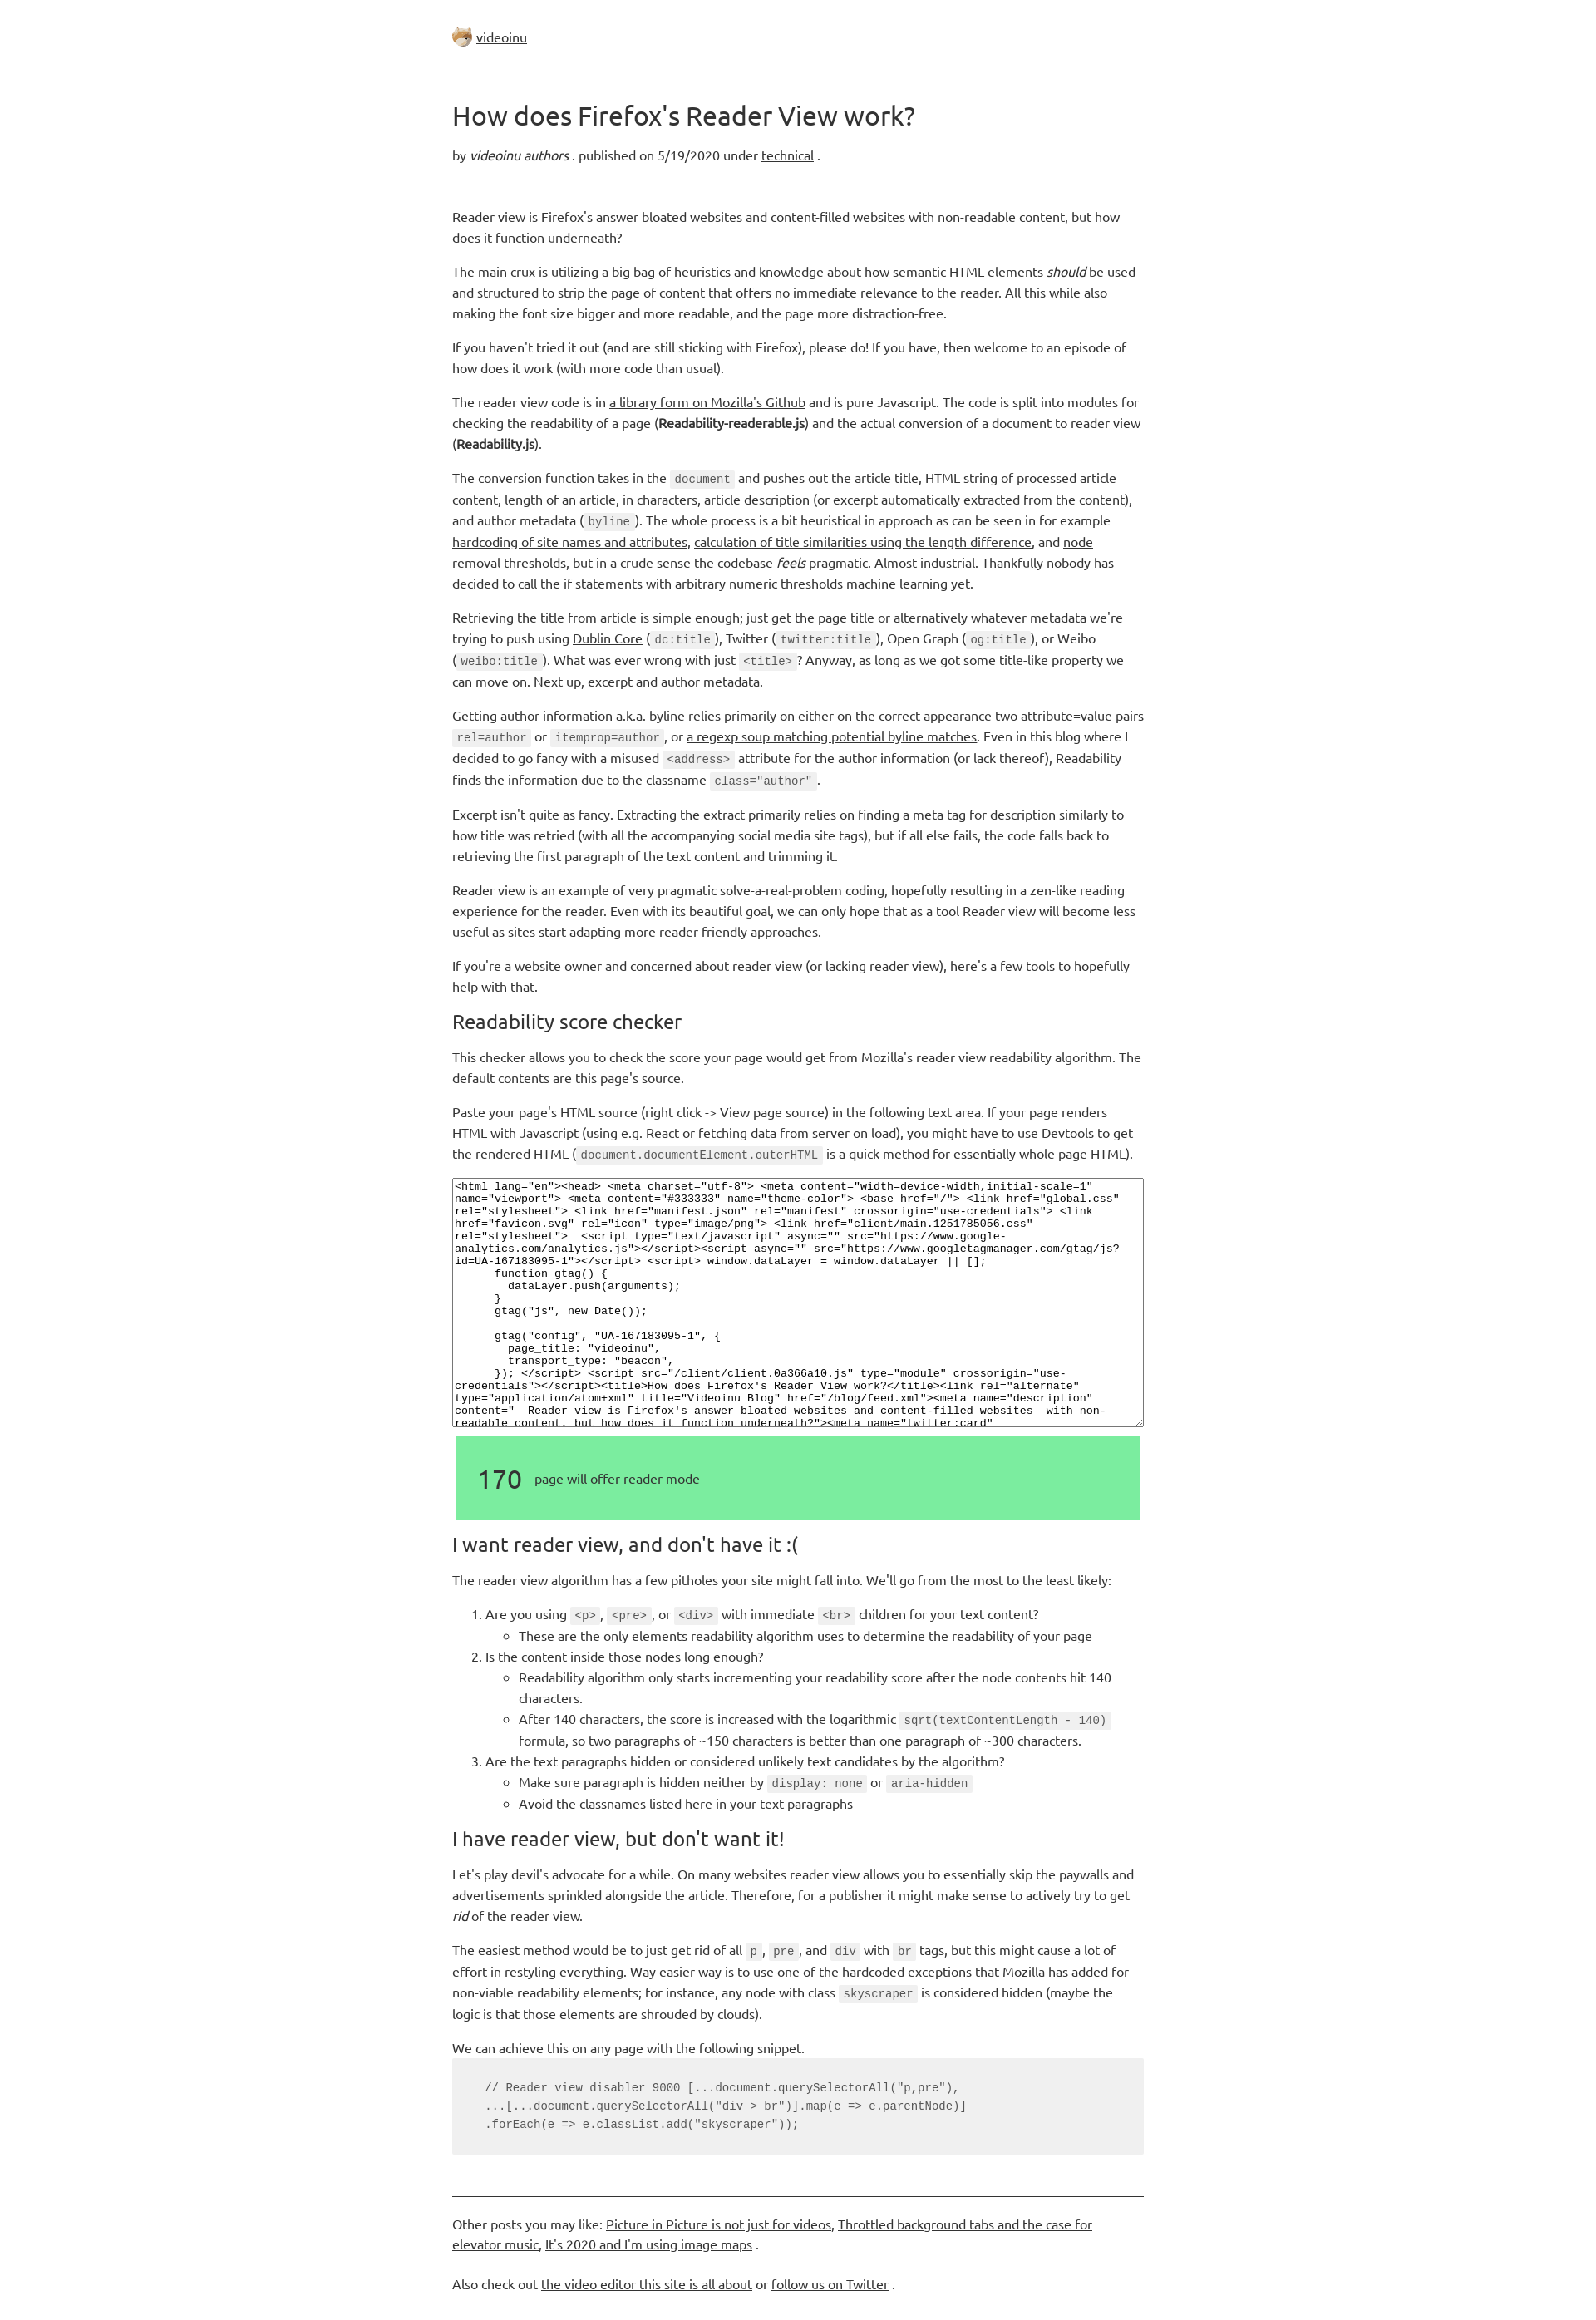 videoinu
How does Firefox's Reader View work?
by videoinu authors . published on 5/19/2020 under technical .
Reader view is Firefox's answer bloated websites and content-filled websites with non-readable content, but how
does it function underneath?
The main crux is utilizing a big bag of heuristics and knowledge about how semantic HTML elements should be used
and structured to strip the page of content that offers no immediate relevance to the reader. All this while also
making the font size bigger and more readable, and the page more distraction-free.
If you haven't tried it out (and are still sticking with Firefox), please do! If you have, then welcome to an episode of
how does it work (with more code than usual).
The reader view code is in a library form on Mozilla's Github and is pure Javascript. The code is split into modules for
checking the readability of a page (Readability-readerable.js) and the actual conversion of a document to reader view
(Readability.js).
The conversion function takes in the document and pushes out the article title, HTML string of processed article
content, length of an article, in characters, article description (or excerpt automatically extracted from the content),
and author metadata ( byline ). The whole process is a bit heuristical in approach as can be seen in for example
hardcoding of site names and attributes, calculation of title similarities using the length difference, and node
removal thresholds, but in a crude sense the codebase feels pragmatic. Almost industrial. Thankfully nobody has
decided to call the if statements with arbitrary numeric thresholds machine learning yet.
Retrieving the title from article is simple enough; just get the page title or alternatively whatever metadata we're
trying to push using Dublin Core ( dc:title ), Twitter ( twitter:title ), Open Graph ( og:title ), or Weibo
( weibo:title ). What was ever wrong with just <title> ? Anyway, as long as we got some title-like property we
can move on. Next up, excerpt and author metadata.
Getting author information a.k.a. byline relies primarily on either on the correct appearance two attribute=value pairs
rel=author or itemprop=author , or a regexp soup matching potential byline matches. Even in this blog where I
decided to go fancy with a misused <address> attribute for the author information (or lack thereof), Readability
finds the information due to the classname class="author" .
Excerpt isn't quite as fancy. Extracting the extract primarily relies on finding a meta tag for description similarly to
how title was retried (with all the accompanying social media site tags), but if all else fails, the code falls back to
retrieving the first paragraph of the text content and trimming it.
Reader view is an example of very pragmatic solve-a-real-problem coding, hopefully resulting in a zen-like reading
experience for the reader. Even with its beautiful goal, we can only hope that as a tool Reader view will become less
useful as sites start adapting more reader-friendly approaches.
If you're a website owner and concerned about reader view (or lacking reader view), here's a few tools to hopefully
help with that.
Readability score checker
This checker allows you to check the score your page would get from Mozilla's reader view readability algorithm. The
default contents are this page's source.
Paste your page's HTML source (right click -> View page source) in the following text area. If your page renders
HTML with Javascript (using e.g. React or fetching data from server on load), you might have to use Devtools to get
the rendered HTML ( document.documentElement.outerHTML is a quick method for essentially whole page HTML).
<html lang="en"><head> <meta charset="utf-8"> <meta content="width=device-width,initial-scale=1"
name="viewport"> <meta content="#333333" name="theme-color"> <base href="/"> <link href="global.css"
rel="stylesheet"> <link href="manifest.json" rel="manifest" crossorigin="use-credentials"> <link
href="favicon.svg" rel="icon" type="image/png"> <link href="client/main.1251785056.css"
rel="stylesheet">  <script type="text/javascript" async="" src="https://www.google-
analytics.com/analytics.js"></script><script async="" src="https://www.googletagmanager.com/gtag/js?
id=UA-167183095-1"></script> <script> window.dataLayer = window.dataLayer || [];
function gtag() {
dataLayer.push(arguments);
}
gtag("js", new Date());
gtag("config", "UA-167183095-1", {
page_title: "videoinu",
transport_type: "beacon",
}); </script> <script src="/client/client.0a366a10.js" type="module" crossorigin="use-
credentials"></script><title>How does Firefox's Reader View work?</title><link rel="alternate"
type="application/atom+xml" title="Videoinu Blog" href="/blog/feed.xml"><meta name="description"
content="  Reader view is Firefox's answer bloated websites and content-filled websites  with non-
readable content, but how does it function underneath?"><meta name="twitter:card"
170 page will offer reader mode
I want reader view, and don't have it :(
The reader view algorithm has a few pitholes your site might fall into. We'll go from the most to the least likely:
1. Are you using <p> , <pre> , or <div> with immediate <br> children for your text content?
◦ These are the only elements readability algorithm uses to determine the readability of your page
2. Is the content inside those nodes long enough?
◦ Readability algorithm only starts incrementing your readability score after the node contents hit 140
characters.
◦ After 140 characters, the score is increased with the logarithmic sqrt(textContentLength - 140)
formula, so two paragraphs of ~150 characters is better than one paragraph of ~300 characters.
3. Are the text paragraphs hidden or considered unlikely text candidates by the algorithm?
◦ Make sure paragraph is hidden neither by display: none or aria-hidden
◦ Avoid the classnames listed here in your text paragraphs
I have reader view, but don't want it!
Let's play devil's advocate for a while. On many websites reader view allows you to essentially skip the paywalls and
advertisements sprinkled alongside the article. Therefore, for a publisher it might make sense to actively try to get
rid of the reader view.
The easiest method would be to just get rid of all p , pre , and div with br tags, but this might cause a lot of
effort in restyling everything. Way easier way is to use one of the hardcoded exceptions that Mozilla has added for
non-viable readability elements; for instance, any node with class skyscraper is considered hidden (maybe the
logic is that those elements are shrouded by clouds).
We can achieve this on any page with the following snippet.
// Reader view disabler 9000 [...document.querySelectorAll("p,pre"),
...[...document.querySelectorAll("div > br")].map(e => e.parentNode)]
.forEach(e => e.classList.add("skyscraper"));
Other posts you may like: Picture in Picture is not just for videos, Throttled background tabs and the case for
elevator music, It's 2020 and I'm using image maps .
Also check out the video editor this site is all about or follow us on Twitter .